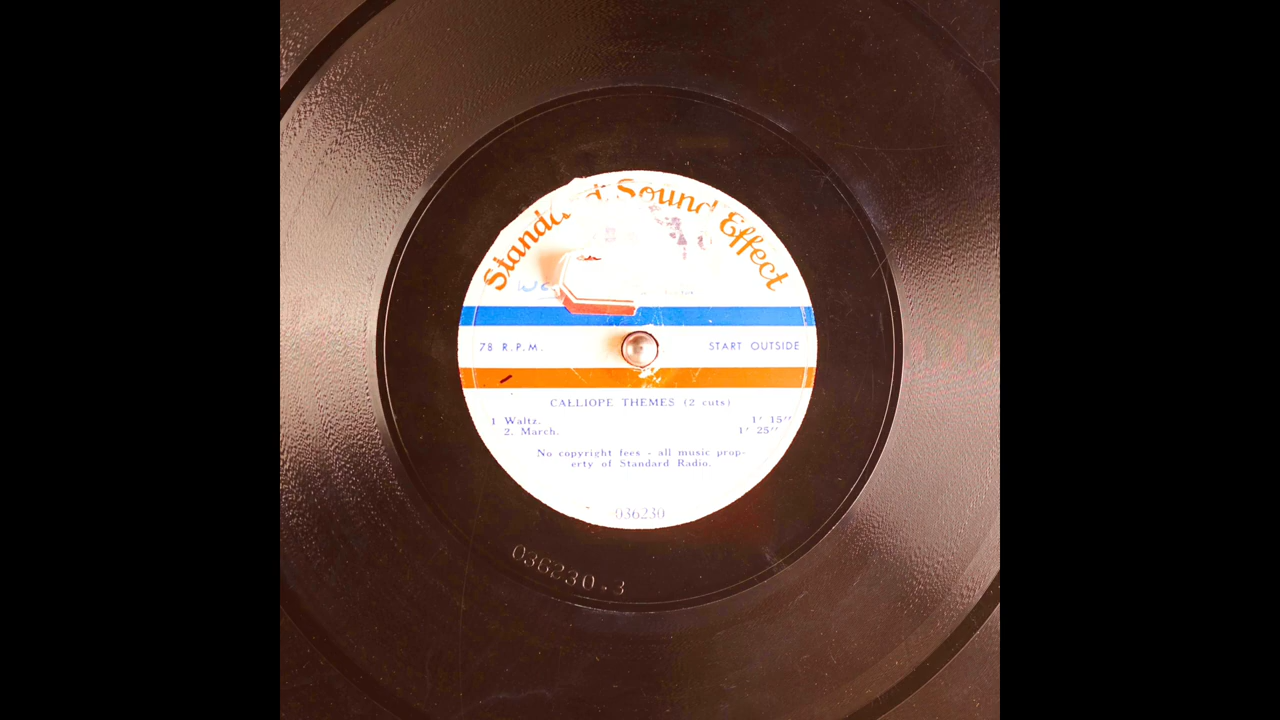 Standard Sound Effect
78 R.P.M.
START OUTSIDE
CALLIOPE THEMES (2 cuts)
1 Waltz. 1' 15''
2. March. 1' 25''
No copyright fees - all music prop-
erty of Standard Radio.
036230
036230.3